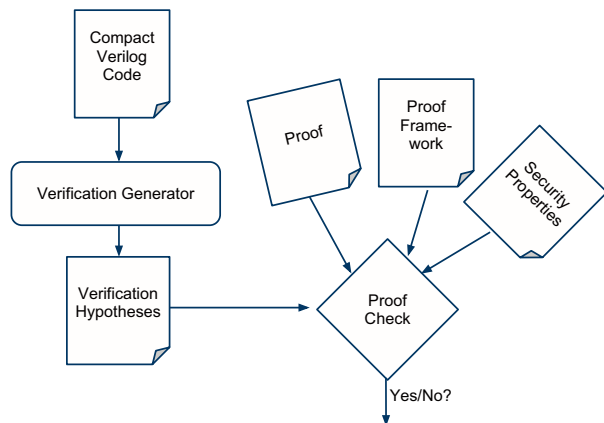 Compact
Verilog
Code
Proof
Proof
Frame-
work
Security
Properties
Verification Generator
Verification
Hypotheses
Proof
Check
Yes/No?